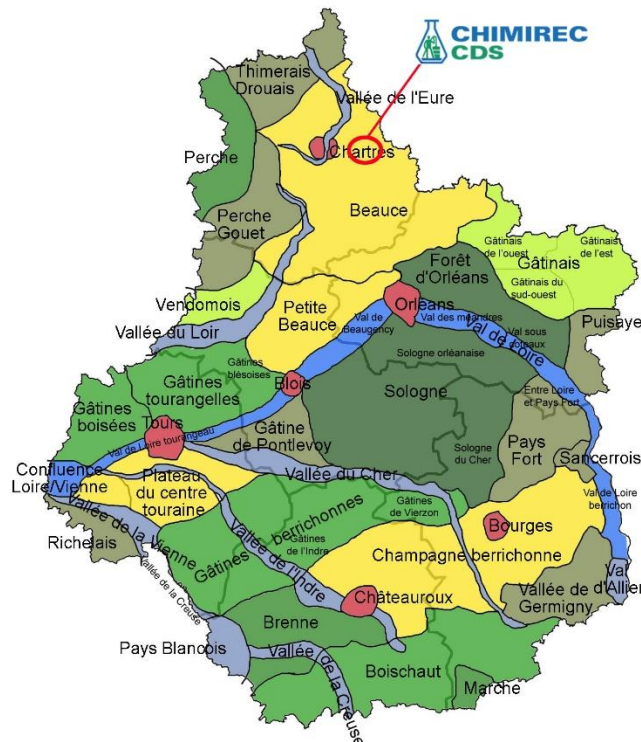 CHIMIREC
CDS
Thimerais
Drouais
Vallée de l'Eure
Chartres
Perche
Beauce
Perche
Gouet
Gâtinais
de l'ouest
Gâtinais
de l'est
Gâtinais
Forêt
d'Orléans
Gâtinais du
sud-ouest
Vendomois
Petite
Beauce
Orléans
Val de
Beaugency
Val des méandres
Puisaye
Vallée du Loir
Val de Loire
Val sous
coteaux
Sologne orléanaise
Gâtines
blésoises
Blois
Gâtines
tourangelles
Sologne
Entre Loire
et Pays Fort
Gâtines
boisées
Tours
Gâtine
de Pontlevoy
Val de Loire tourangeau
Pays
Fort
Sologne
du Cher
Sancerrois
Confluence
Loire/Vienne
Plateau
du centre
touraine
Vallée du Cher
Val de Loire
berrichon
Gâtines
de Vierzon
Vallée de la Vienne
Gâtines berrichonnes
Gâtines
de l'Indre
Vallée de l'Indre
Bourges
Richelais
Champagne berrichonne
Vallée de la Creuse
Val
d'Allier
Vallée de
Germigny
Châteauroux
Brenne
Pays Blancois
Vallée
de la
Creuse
Boischaut
Marche